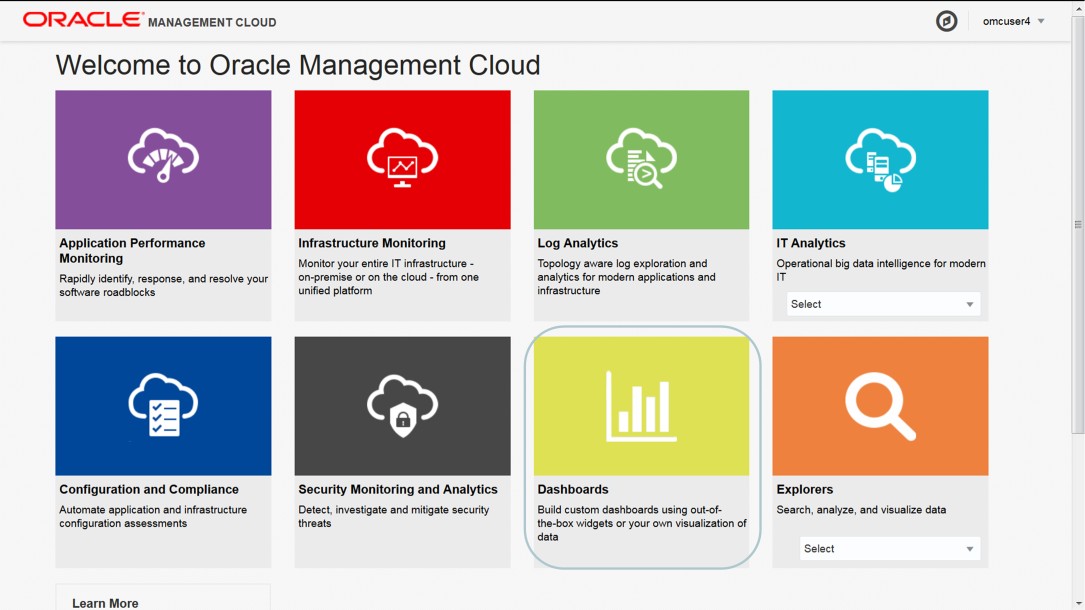 ORACLE® MANAGEMENT CLOUD
omcuser4
Welcome to Oracle Management Cloud
Application Performance
Monitoring
Rapidly identify, response, and resolve your
software roadblocks
Infrastructure Monitoring
Monitor your entire IT infrastructure -
on-premise or on the cloud - from one
unified platform
Log Analytics
Topology aware log exploration and
analytics for modern applications and
infrastructure
IT Analytics
Operational big data intelligence for modern
IT
Select
Configuration and Compliance
Automate application and infrastructure
configuration assessments
Security Monitoring and Analytics
Detect, investigate and mitigate security
threats
Dashboards
Build custom dashboards using out-of-
the-box widgets or your own visualization of
data
Explorers
Search, analyze, and visualize data
Select
Learn More